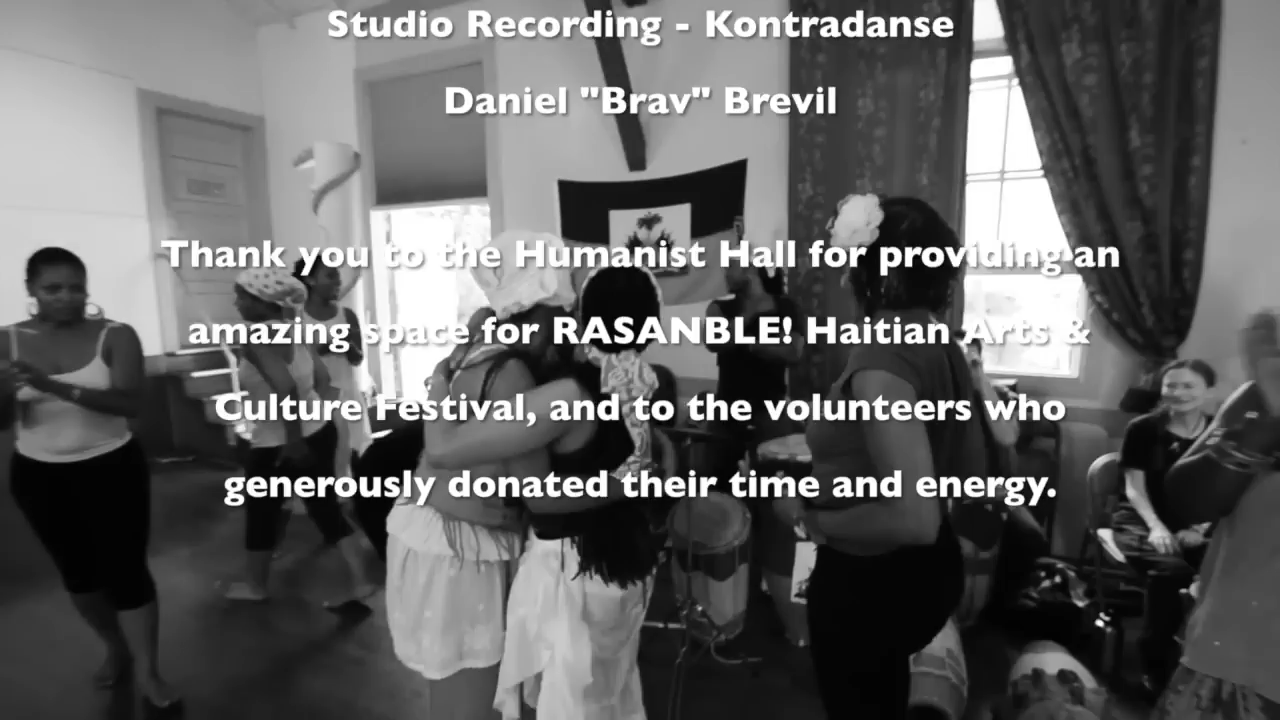 Studio Recording - Kontradanse
Daniel "Brav" Brevil
Thank you to the Humanist Hall for providing an
amazing space for RASANBLE! Haitian Arts &
Culture Festival, and to the volunteers who
generously donated their time and energy.